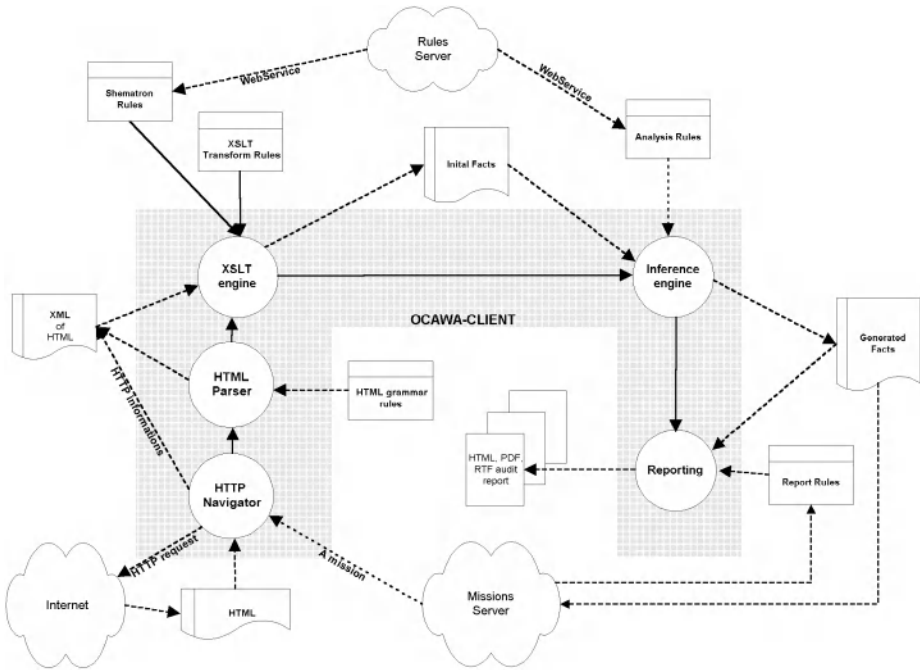 Rules
Server
WebService
WebService
Shematron
Rules
XSLT
Transform Rules
Inital Facts
Analysis Rules
XSLT
engine
Inference
engine
OCAWA-CLIENT
XML
of
HTML
Generated
Facts
HTML
Parser
HTML grammar
rules
HTTP Informations
HTML, PDF,
RTF audit
report
Reporting
Report Rules
HTTP
Navigator
HTTP request
A mission
Internet
HTML
Missions
Server